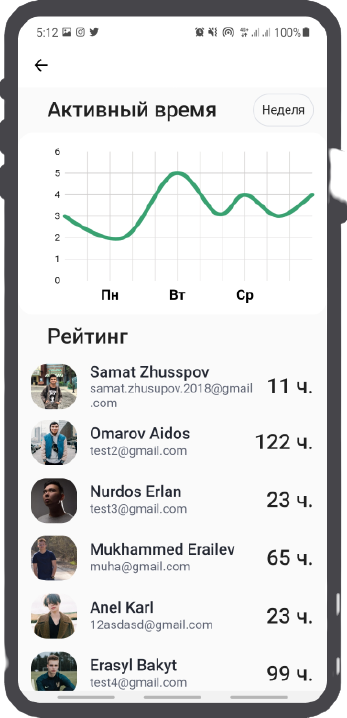 5:12
100%
Активный время
Неделя
6
5
4
3
2
1
0
Пн
Вт
Ср
Рейтинг
Samat Zhusspov
samat.zhusupov.2018@gmail
.com
11 ч.
Omarov Aidos
test2@gmail.com
122 ч.
Nurdos Erlan
test3@gmail.com
23 ч.
Mukhammed Erailev
muha@gmail.com
65 ч.
Anel Karl
12asdasd@gmail.com
23 ч.
Erasyl Bakyt
test4@gmail.com
99 ч.